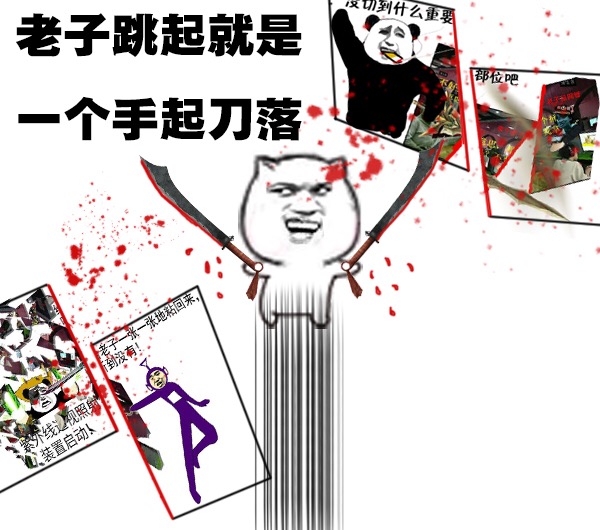 老子跳起就是
一个手起刀落
没切到什么重要
部位吧
老子一张一张地粘回来,
到没有!
紫外线透视照射
装置启动!